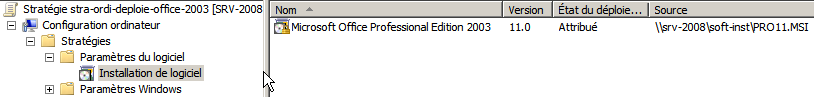 Stratégie stra-ordi-deploie-office-2003 [SRV-2008
Configuration ordinateur
Stratégies
Paramètres du logiciel
Installation de logiciel
Paramètres Windows
Nom Version État du déploie... Source
Microsoft Office Professional Edition 2003 11.0 Attribué \\srv-2008\soft-inst\PRO11.MSI